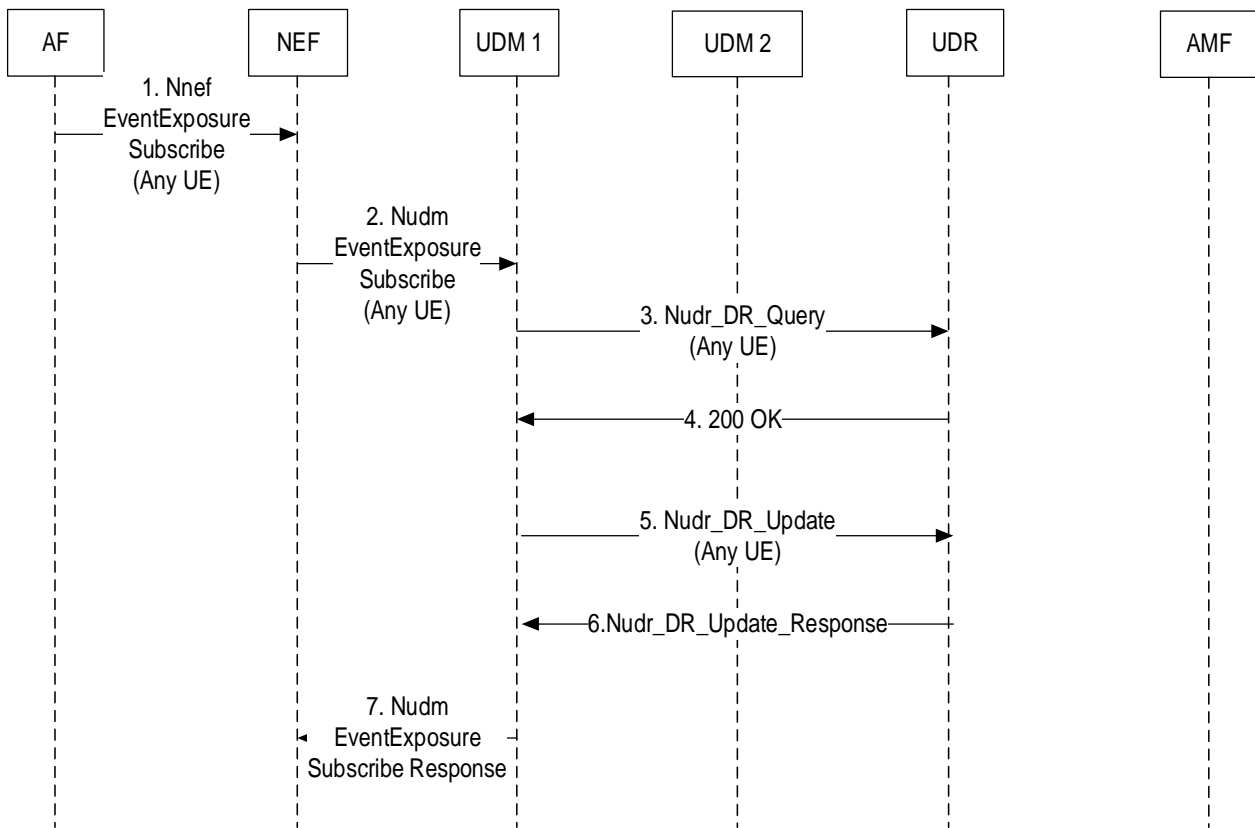 AF
NEF
UDM 1
UDM 2
UDR
AMF
1. Nnef
EventExposure
Subscribe
(Any UE)
2. Nudm
EventExposure
Subscribe
(Any UE)
3. Nudr_DR_Query
(Any UE)
4. 200 OK
5. Nudr_DR_Update
(Any UE)
6.Nudr_DR_Update_Response
7. Nudm
EventExposure
Subscribe Response